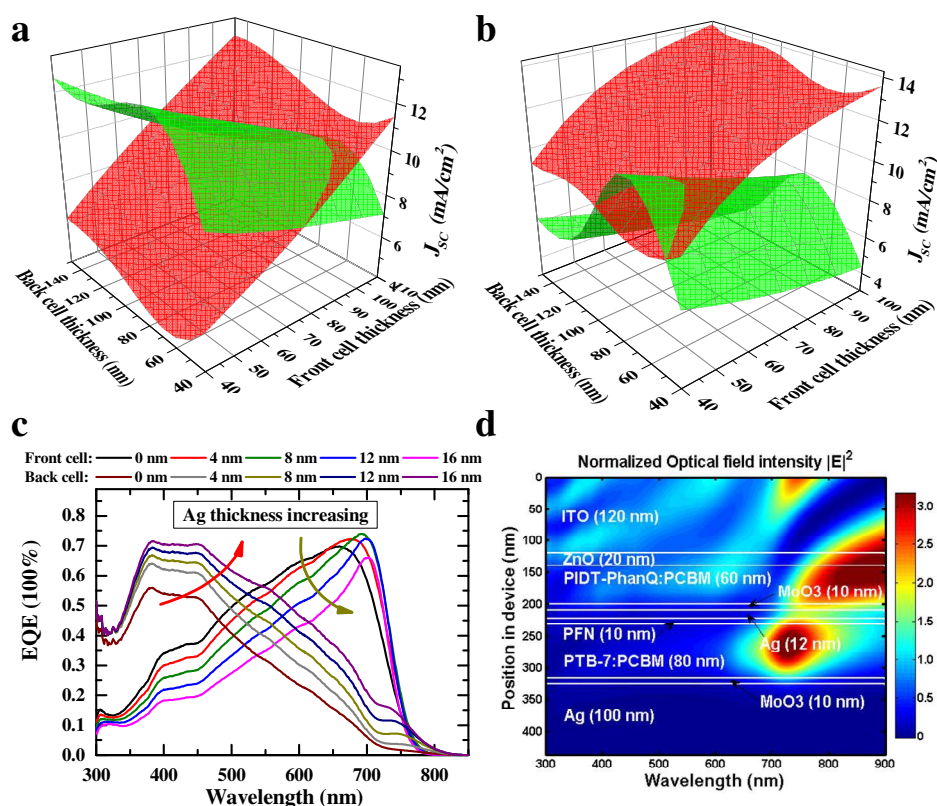 a
12
10
8
6
J_SC (mA/cm²)
140
120
100
80
60
40
Back cell thickness (nm)
40
50
60
70
80
90
100
110
Front cell thickness (nm)
b
14
12
10
8
6
4
J_SC (mA/cm²)
140
120
100
80
60
40
Back cell thickness (nm)
40
50
60
70
80
90
100
Front cell thickness (nm)
c
Front cell: 0 nm 4 nm 8 nm 12 nm 16 nm
Back cell: 0 nm 4 nm 8 nm 12 nm 16 nm
Ag thickness increasing
0.8
0.7
0.6
0.5
0.4
0.3
0.2
0.1
0.0
EQE (100%)
300 400 500 600 700 800
Wavelength (nm)
d
Normalized Optical field intensity |E|²
0
50
100
150
200
250
300
350
400
Position in device (nm)
ITO (120 nm)
ZnO (20 nm)
PIDT-PhanQ:PCBM (60 nm)
MoO3 (10 nm)
PFN (10 nm)
Ag (12 nm)
PTB-7:PCBM (80 nm)
MoO3 (10 nm)
Ag (100 nm)
300 400 500 600 700 800 900
Wavelength (nm)
3.0
2.5
2.0
1.5
1.0
0.5
0.0